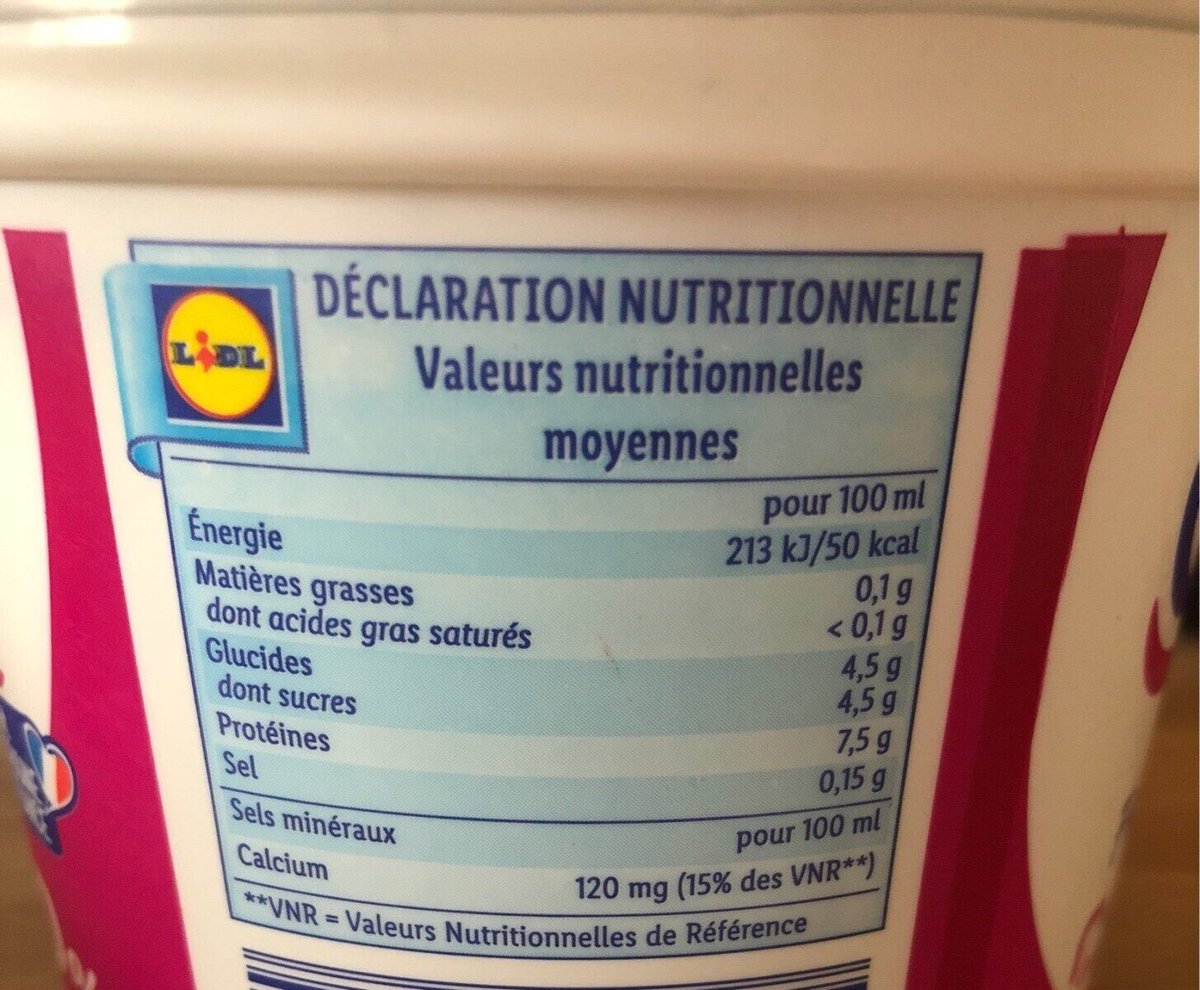 LIDL
DÉCLARATION NUTRITIONNELLE
Valeurs nutritionnelles
moyennes
pour 100 ml
Énergie 213 kJ/50 kcal
Matières grasses 0,1 g
dont acides gras saturés < 0,1 g
Glucides 4,5 g
dont sucres 4,5 g
Protéines 7,5 g
Sel 0,15 g
Sels minéraux pour 100 ml
Calcium 120 mg (15% des VNR**)
**VNR = Valeurs Nutritionnelles de Référence